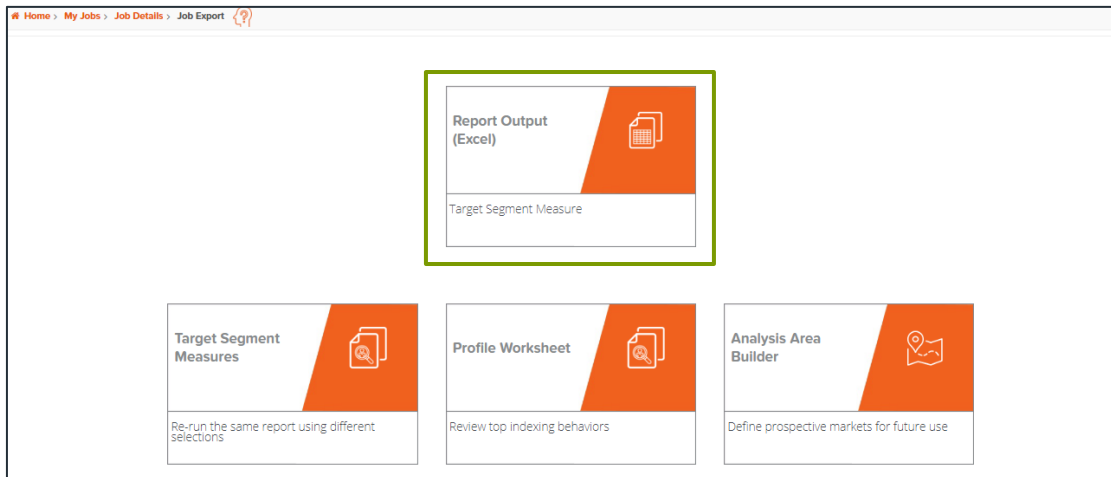 Home > My Jobs > Job Details > Job Export
Report Output
(Excel)
Target Segment Measure
Target Segment
Measures
Re-run the same report using different
selections
Profile Worksheet
Review top indexing behaviors
Analysis Area
Builder
Define prospective markets for future use